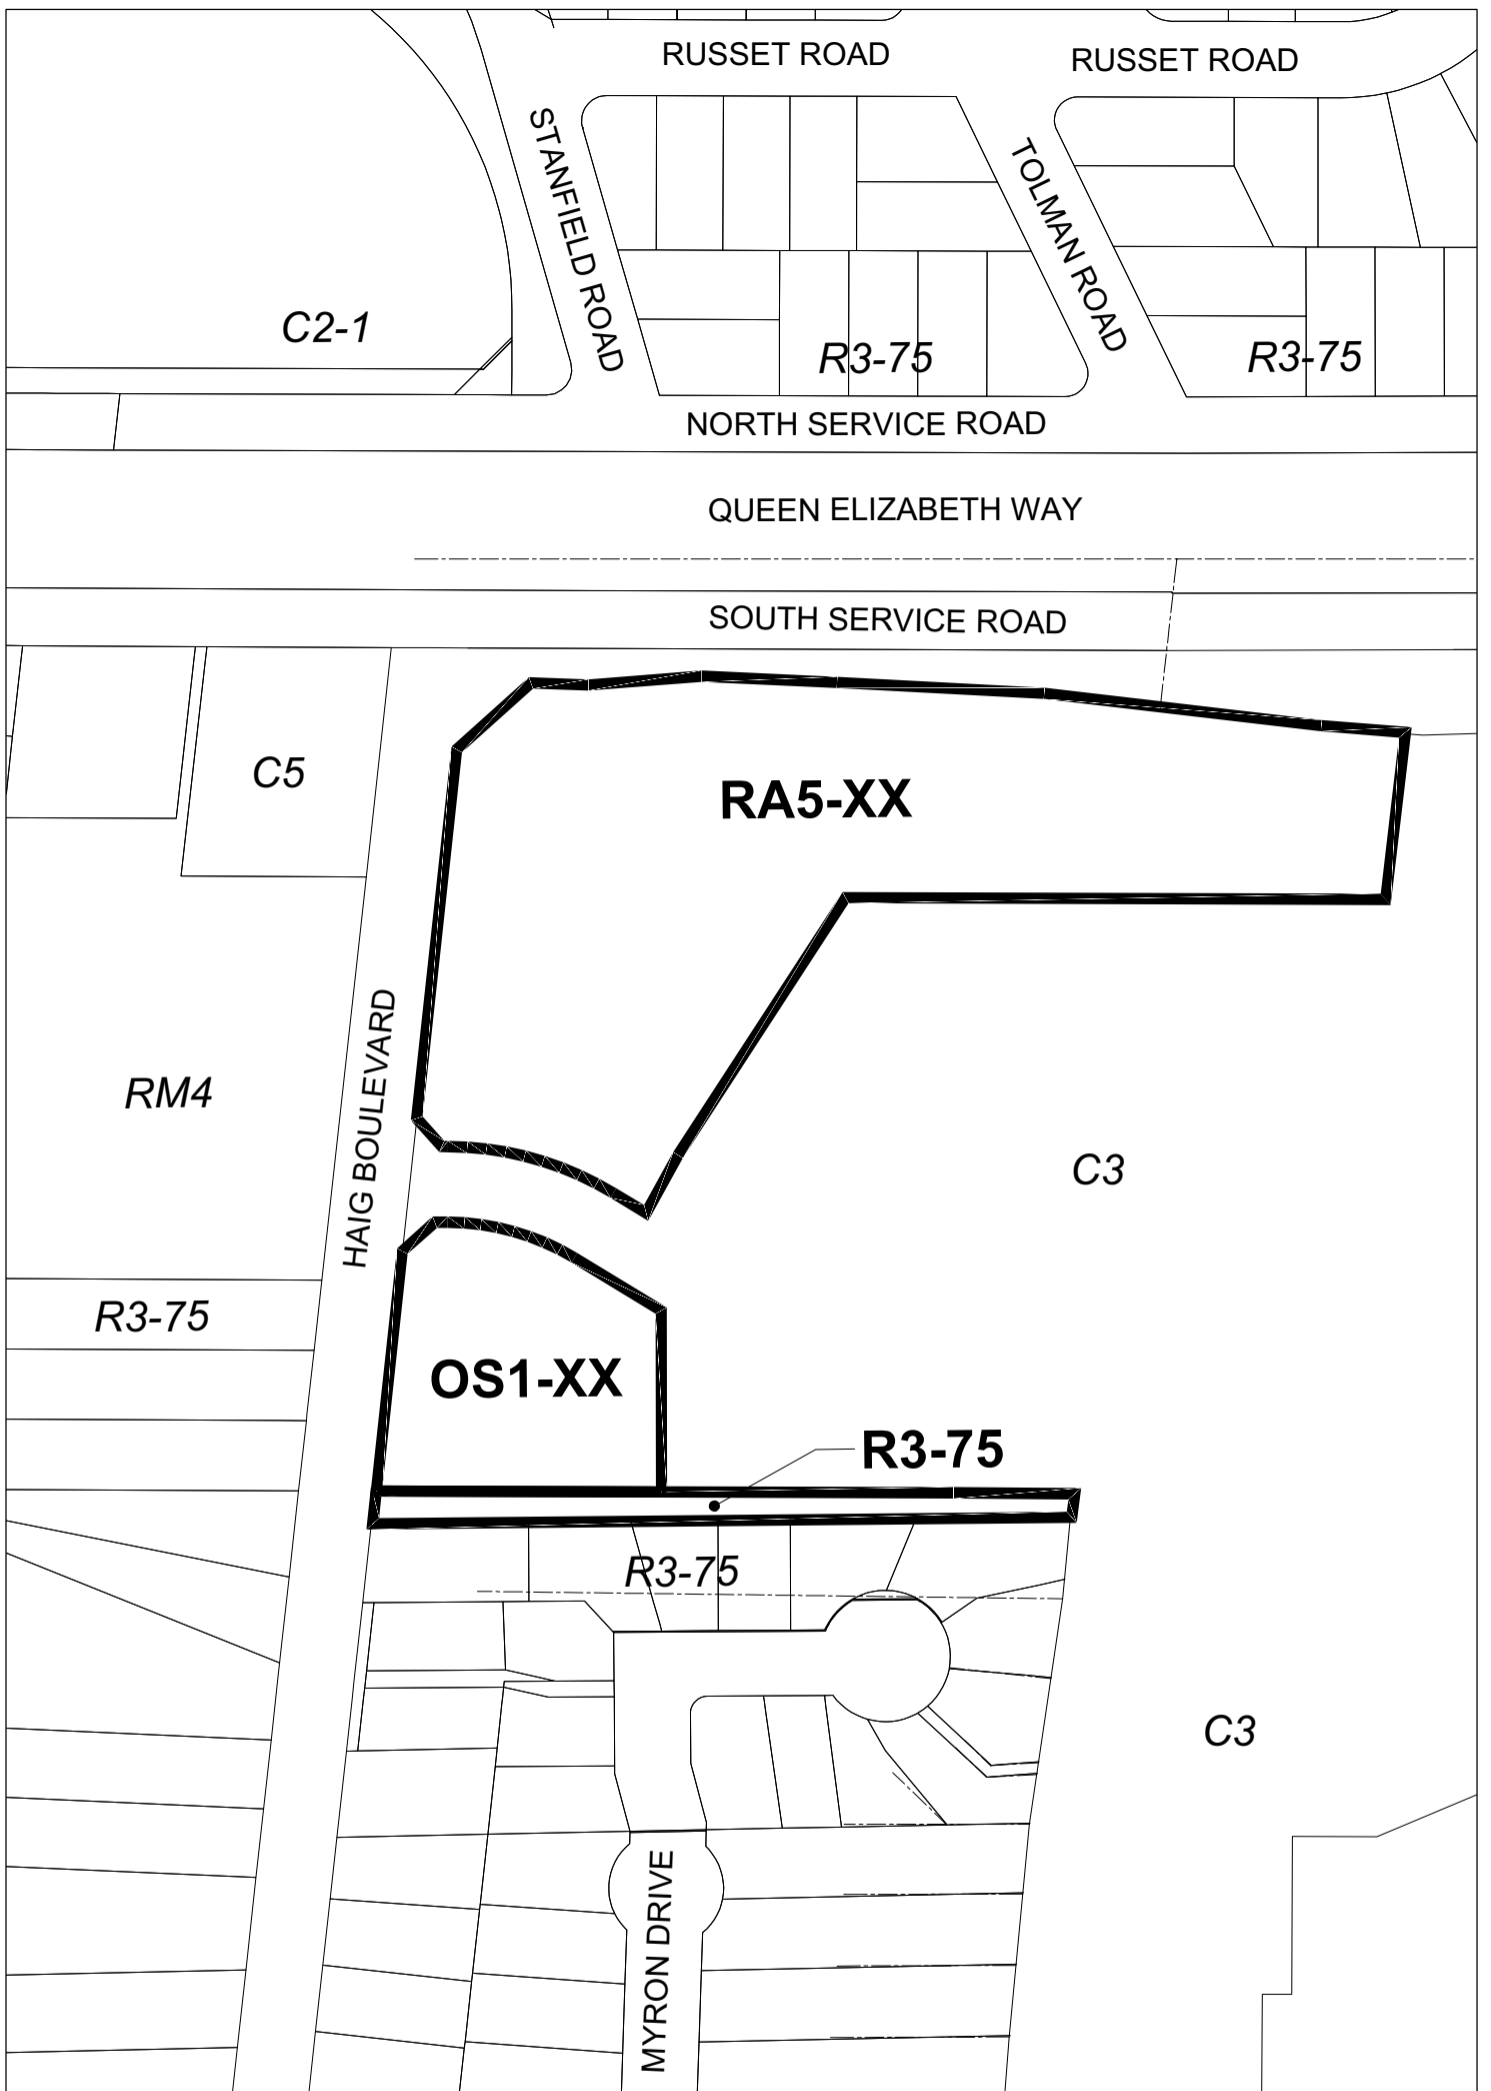 RUSSET ROAD
RUSSET ROAD
STANFIELD ROAD
TOLMAN ROAD
C2-1
R3-75
R3-75
NORTH SERVICE ROAD
QUEEN ELIZABETH WAY
SOUTH SERVICE ROAD
C5
RA5-XX
HAIG BOULEVARD
RM4
C3
R3-75
OS1-XX
R3-75
R3-75
C3
MYRON DRIVE